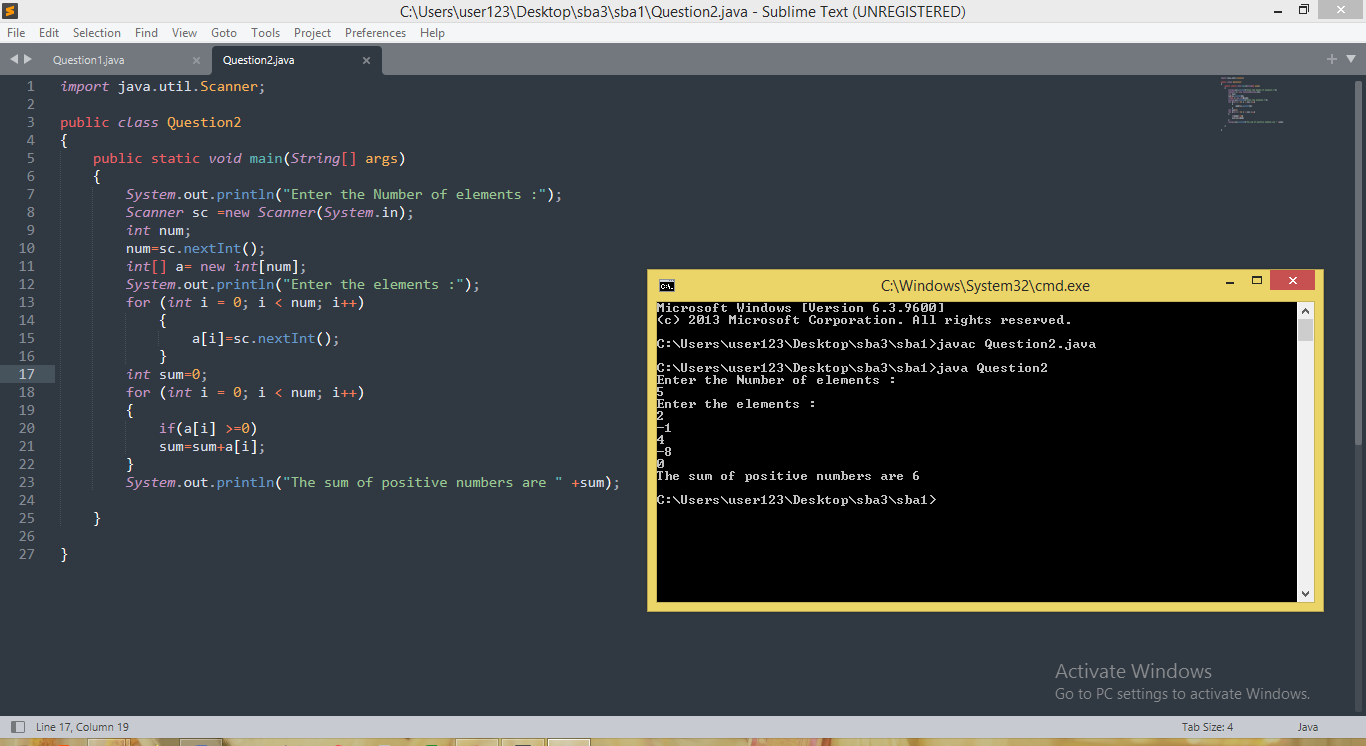 C:\Users\user123\Desktop\sba3\sba1\Question2.java - Sublime Text (UNREGISTERED)
File Edit Selection Find View Goto Tools Project Preferences Help
Question1.java Question2.java
1 import java.util.Scanner;
2
3 public class Question2
4 {
5 public static void main(String[] args)
6 {
7 System.out.println("Enter the Number of elements :");
8 Scanner sc =new Scanner(System.in);
9 int num;
10 num=sc.nextInt();
11 int[] a= new int[num];
12 System.out.println("Enter the elements :");
13 for (int i = 0; i < num; i++)
14 {
15 a[i]=sc.nextInt();
16 }
17 int sum=0;
18 for (int i = 0; i < num; i++)
19 {
20 if(a[i] >=0)
21 sum=sum+a[i];
22 }
23 System.out.println("The sum of positive numbers are " +sum);
24
25 }
26
27 }
C:\Windows\System32\cmd.exe
Microsoft Windows [Version 6.3.9600]
(c) 2013 Microsoft Corporation. All rights reserved.
C:\Users\user123\Desktop\sba3\sba1>javac Question2.java
C:\Users\user123\Desktop\sba3\sba1>java Question2
Enter the Number of elements :
5
Enter the elements :
2
-1
4
-8
0
The sum of positive numbers are 6
C:\Users\user123\Desktop\sba3\sba1>
Activate Windows
Go to PC settings to activate Windows.
Line 17, Column 19 Tab Size: 4 Java